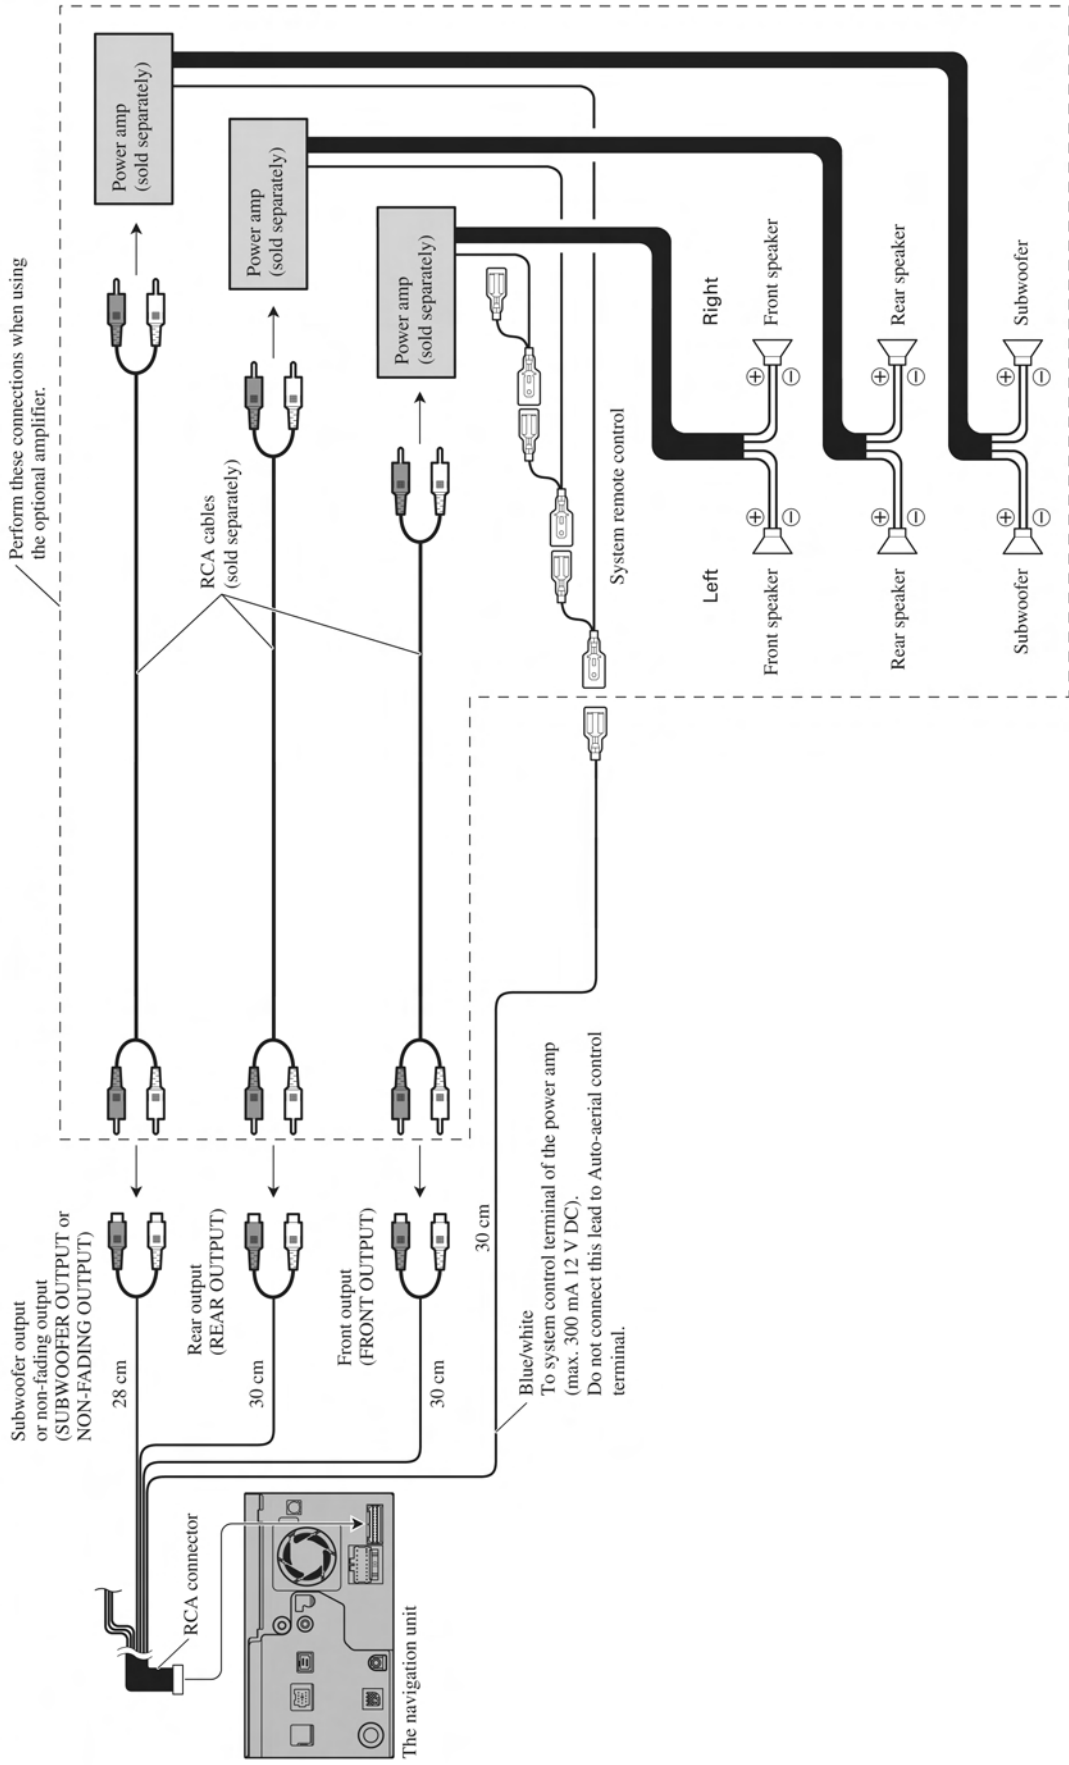 Perform these connections when using
the optional amplifier.
Power amp
(sold separately)
Power amp
(sold separately)
Power amp
(sold separately)
RCA cables
(sold separately)
Subwoofer output
or non-fading output
(SUBWOOFER OUTPUT or
NON-FADING OUTPUT)
28 cm
Rear output
(REAR OUTPUT)
30 cm
Front output
(FRONT OUTPUT)
30 cm
30 cm
RCA connector
The navigation unit
Blue/white
To system control terminal of the power amp
(max. 300 mA 12 V DC).
Do not connect this lead to Auto-aerial control
terminal.
System remote control
Left
Right
Front speaker
⊕ ⊖
⊕ ⊖
Front speaker
Rear speaker
⊕ ⊖
⊕ ⊖
Rear speaker
Subwoofer
⊕ ⊖
⊕ ⊖
Subwoofer